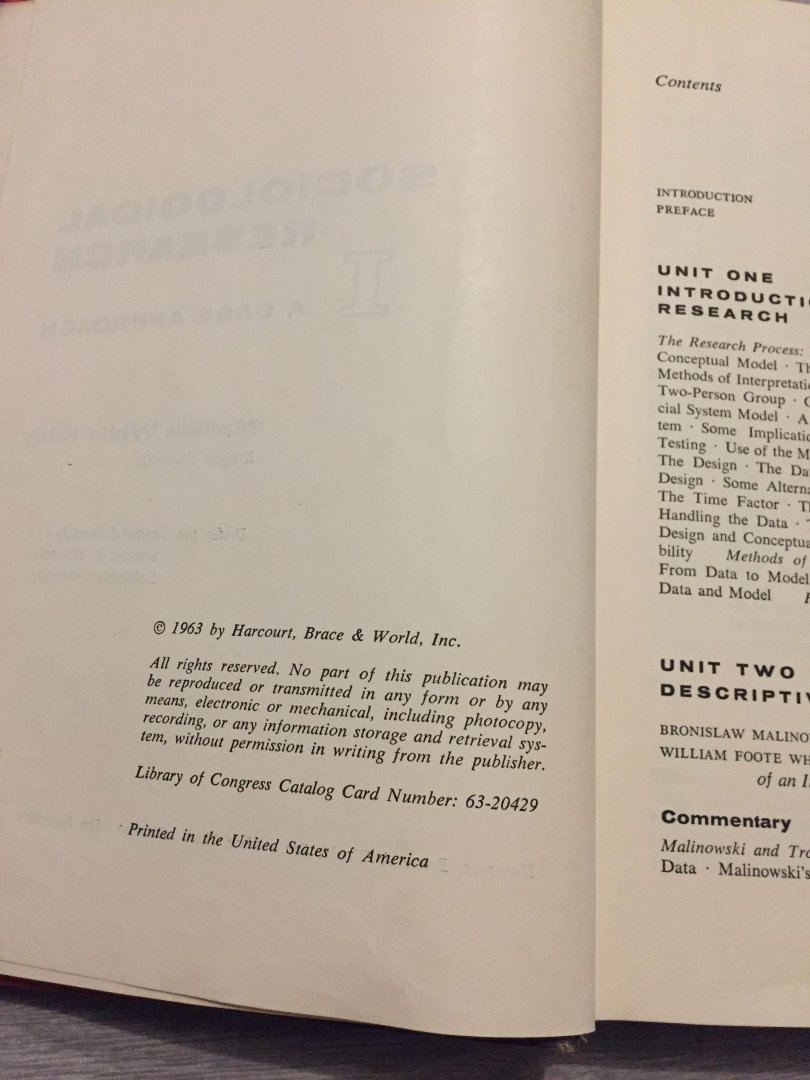 © 1963 by Harcourt, Brace & World, Inc.
All rights reserved. No part of this publication may
be reproduced or transmitted in any form or by any
means, electronic or mechanical, including photocopy,
recording, or any information storage and retrieval sys-
tem, without permission in writing from the publisher.
Library of Congress Catalog Card Number: 63-20429
Printed in the United States of America
Contents
INTRODUCTION
PREFACE
UNIT ONE
INTRODUCTIO
RESEARCH
The Research Process:
Conceptual Model · Th
Methods of Interpretati
Two-Person Group ·
cial System Model · A
tem · Some Implicatio
Testing · Use of the M
The Design · The Da
Design · Some Alterna
The Time Factor · Th
Handling the Data ·
Design and Conceptua
bility Methods of
From Data to Model
Data and Model
UNIT TWO
DESCRIPTIV
BRONISLAW MALINO
WILLIAM FOOTE WH
of an I
Commentary
Malinowski and Tro
Data · Malinowski's